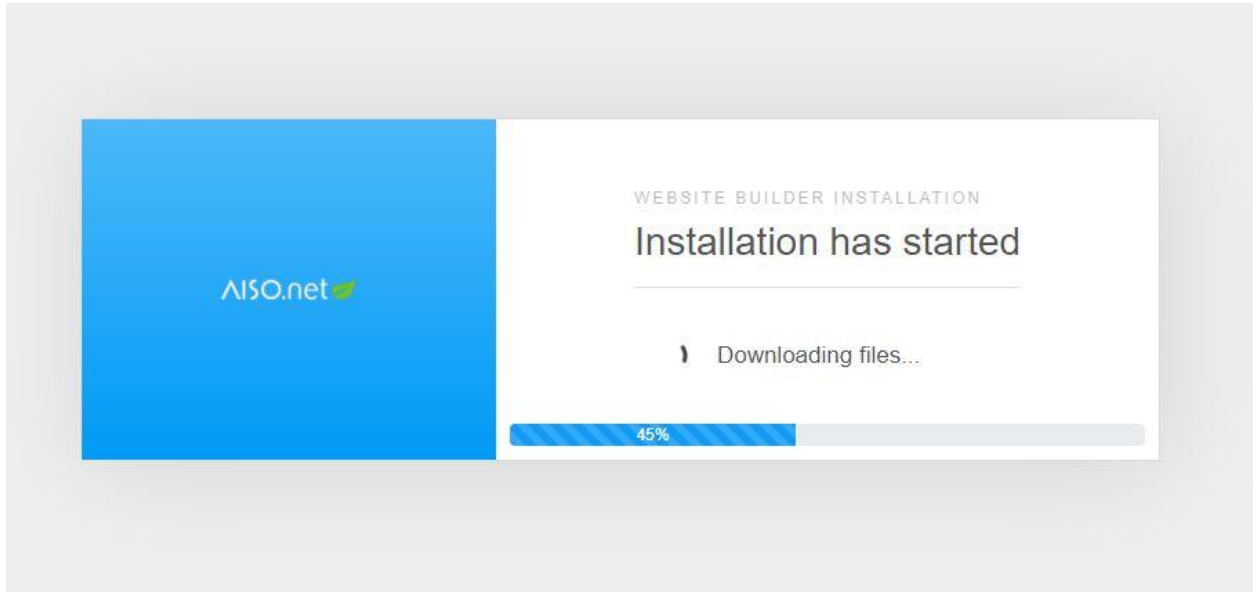 AISO.net
WEBSITE BUILDER INSTALLATION
Installation has started
Downloading files...
45%